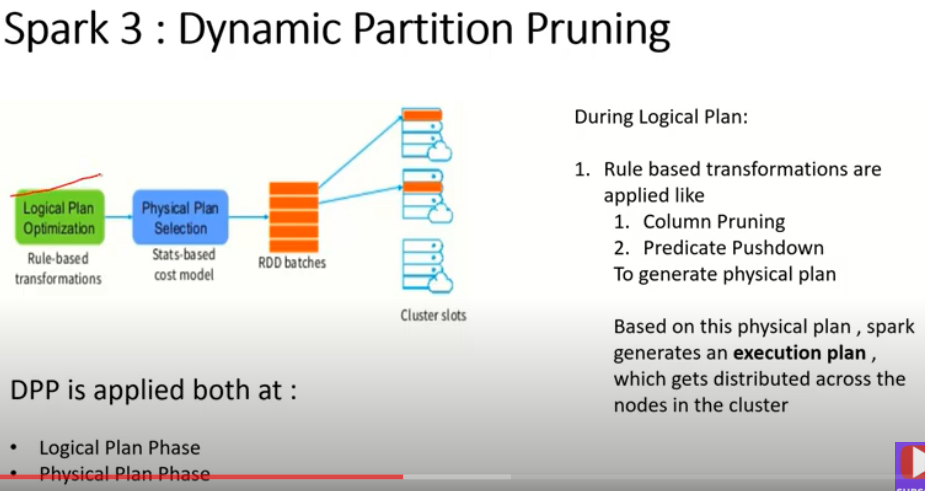 Spark 3 : Dynamic Partition Pruning
Logical Plan
Optimization
Rule-based
transformations
Physical Plan
Selection
Stats-based
cost model
RDD batches
Cluster slots
DPP is applied both at :
• Logical Plan Phase
• Physical Plan Phase
During Logical Plan:
1. Rule based transformations are
applied like
1. Column Pruning
2. Predicate Pushdown
To generate physical plan
Based on this physical plan , spark
generates an execution plan ,
which gets distributed across the
nodes in the cluster